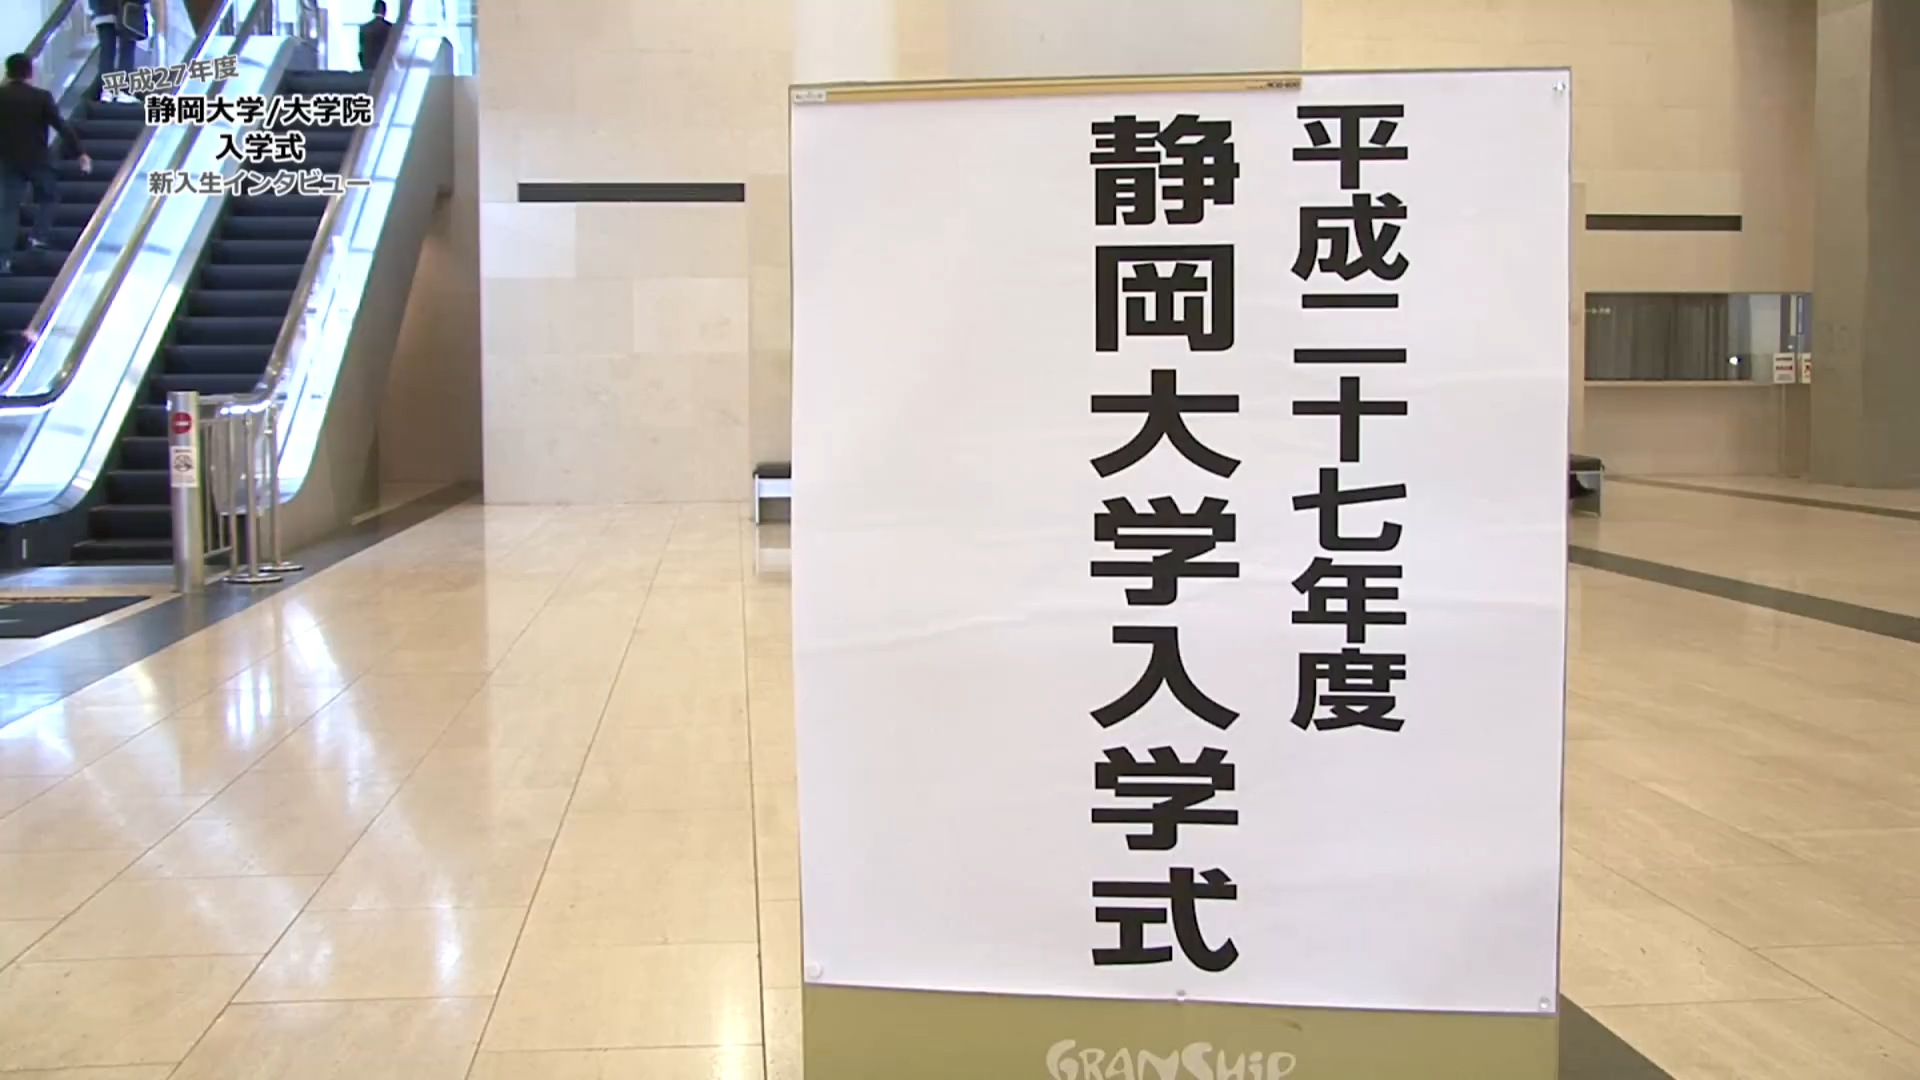 平成27年度
静岡大学/大学院
入学式
新入生インタビュー
平成二十七年度
静岡大学入学式
GRANSHIP